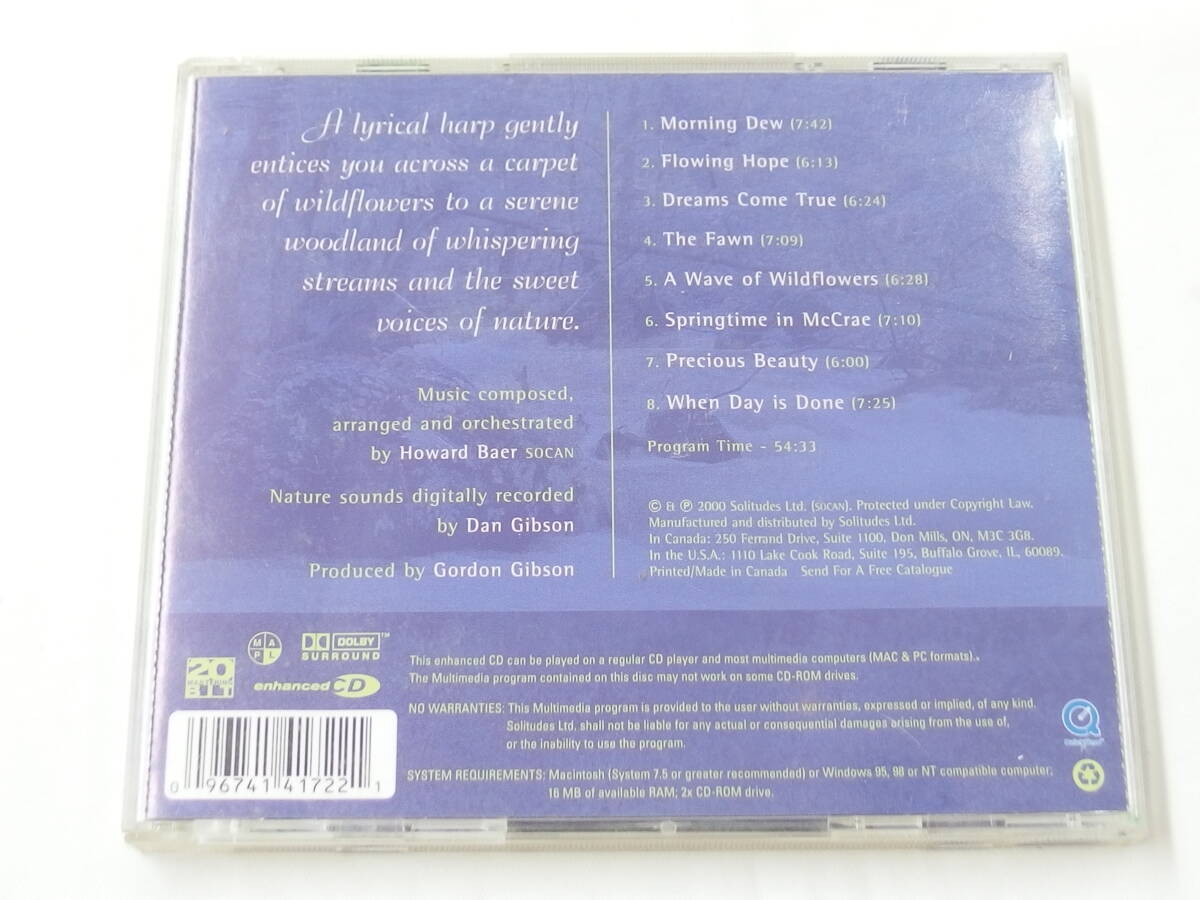 A lyrical harp gently
entices you across a carpet
of wildflowers to a serene
woodland of whispering
streams and the sweet
voices of nature.
Music composed,
arranged and orchestrated
by Howard Baer SOCAN
Nature sounds digitally recorded
by Dan Gibson
Produced by Gordon Gibson
1. Morning Dew (7:42)
2. Flowing Hope (6:13)
3. Dreams Come True (6:24)
4. The Fawn (7:09)
5. A Wave of Wildflowers (6:28)
6. Springtime in McCrae (7:10)
7. Precious Beauty (6:00)
8. When Day is Done (7:25)
Program Time - 54:33
© & ℗ 2000 Solitudes Ltd. (SOCAN). Protected under Copyright Law.
Manufactured and distributed by Solitudes Ltd.
In Canada: 250 Ferrand Drive, Suite 1100, Don Mills, ON, M3C 3G8.
In the U.S.A.: 1110 Lake Cook Road, Suite 195, Buffalo Grove, IL, 60089.
Printed/Made in Canada Send For A Free Catalogue
20
BIT
M A
P L
DOLBY™
SURROUND
enhanced CD
This enhanced CD can be played on a regular CD player and most multimedia computers (MAC & PC formats).
The Multimedia program contained on this disc may not work on some CD-ROM drives.
NO WARRANTIES: This Multimedia program is provided to the user without warranties, expressed or implied, of any kind.
Solitudes Ltd. shall not be liable for any actual or consequential damages arising from the use of,
or the inability to use the program.
SYSTEM REQUIREMENTS: Macintosh (System 7.5 or greater recommended) or Windows 95, 98 or NT compatible computer;
16 MB of available RAM; 2x CD-ROM drive.
0 96741 41722 1